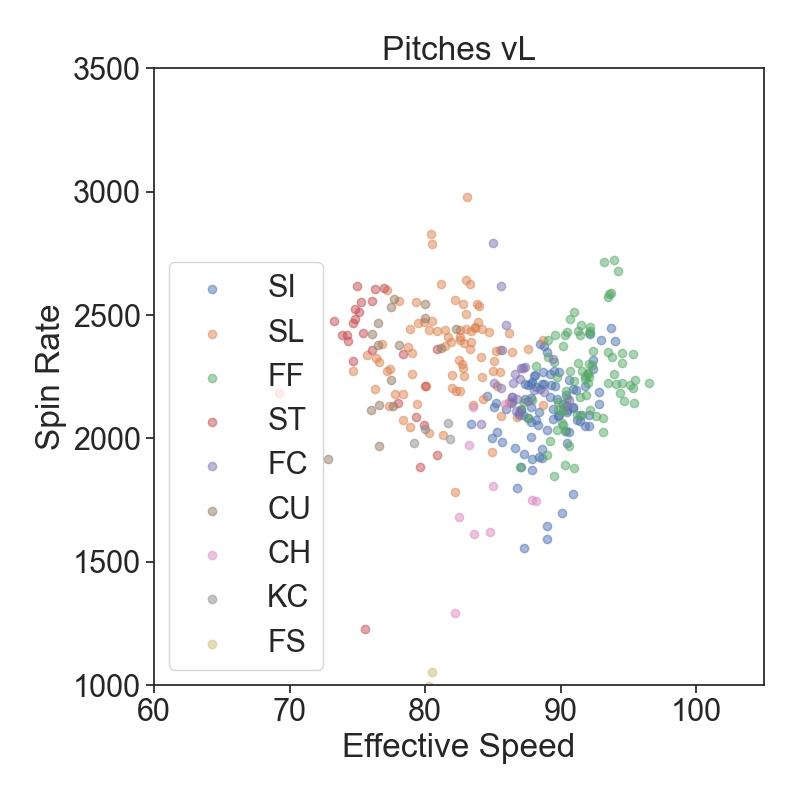 Pitches vL
3500
3000
2500
2000
1500
1000
Spin Rate
SI
SL
FF
ST
FC
CU
CH
KC
FS
60 70 80 90 100
Effective Speed